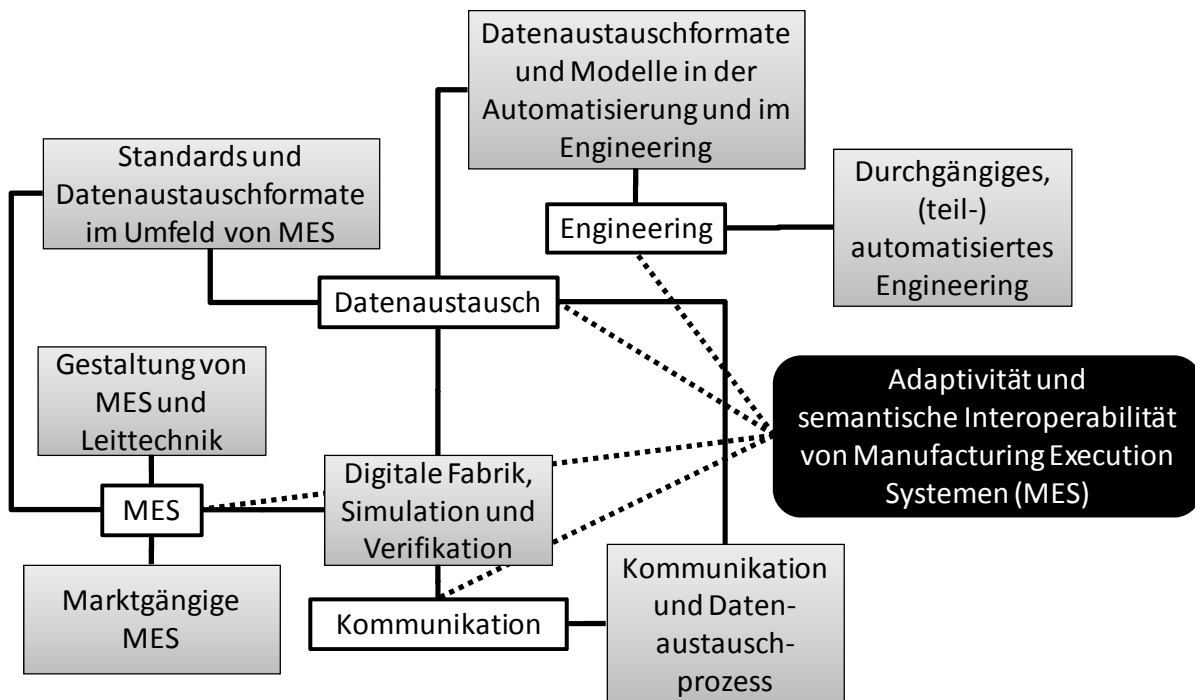 Datenaustauschformate
und Modelle in der
Automatisierung und im
Engineering
Standards und
Datenaustauschformate
im Umfeld von MES
Durchgängiges,
(teil-)
automatisiertes
Engineering
Engineering
Datenaustausch
Gestaltung von
MES und
Leittechnik
Adaptivität und
semantische Interoperabilität
von Manufacturing Execution
Systemen (MES)
MES
Digitale Fabrik,
Simulation und
Verifikation
Marktgängige
MES
Kommunikation
Kommunikation
und Daten-
austausch-
prozess